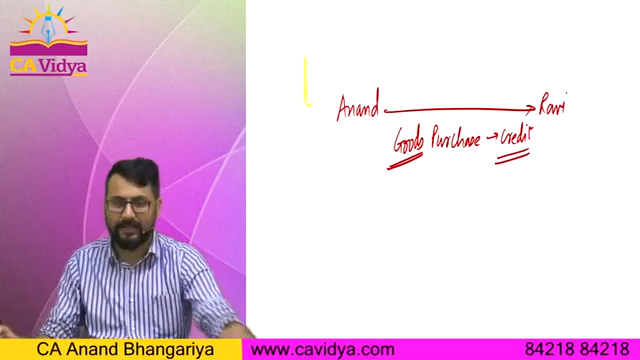 CA Vidya
Anand Ravi
Goods Purchase → Credit
CA Anand Bhangariya www.cavidya.com 84218 84218